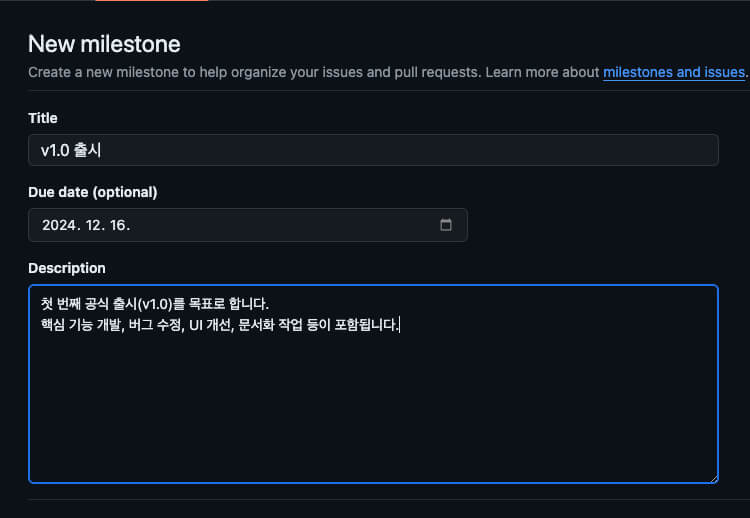 New milestone
Create a new milestone to help organize your issues and pull requests. Learn more about milestones and issues.
Title
v1.0 출시
Due date (optional)
2024. 12. 16.
Description
첫 번째 공식 출시(v1.0)를 목표로 합니다.
핵심 기능 개발, 버그 수정, UI 개선, 문서화 작업 등이 포함됩니다.